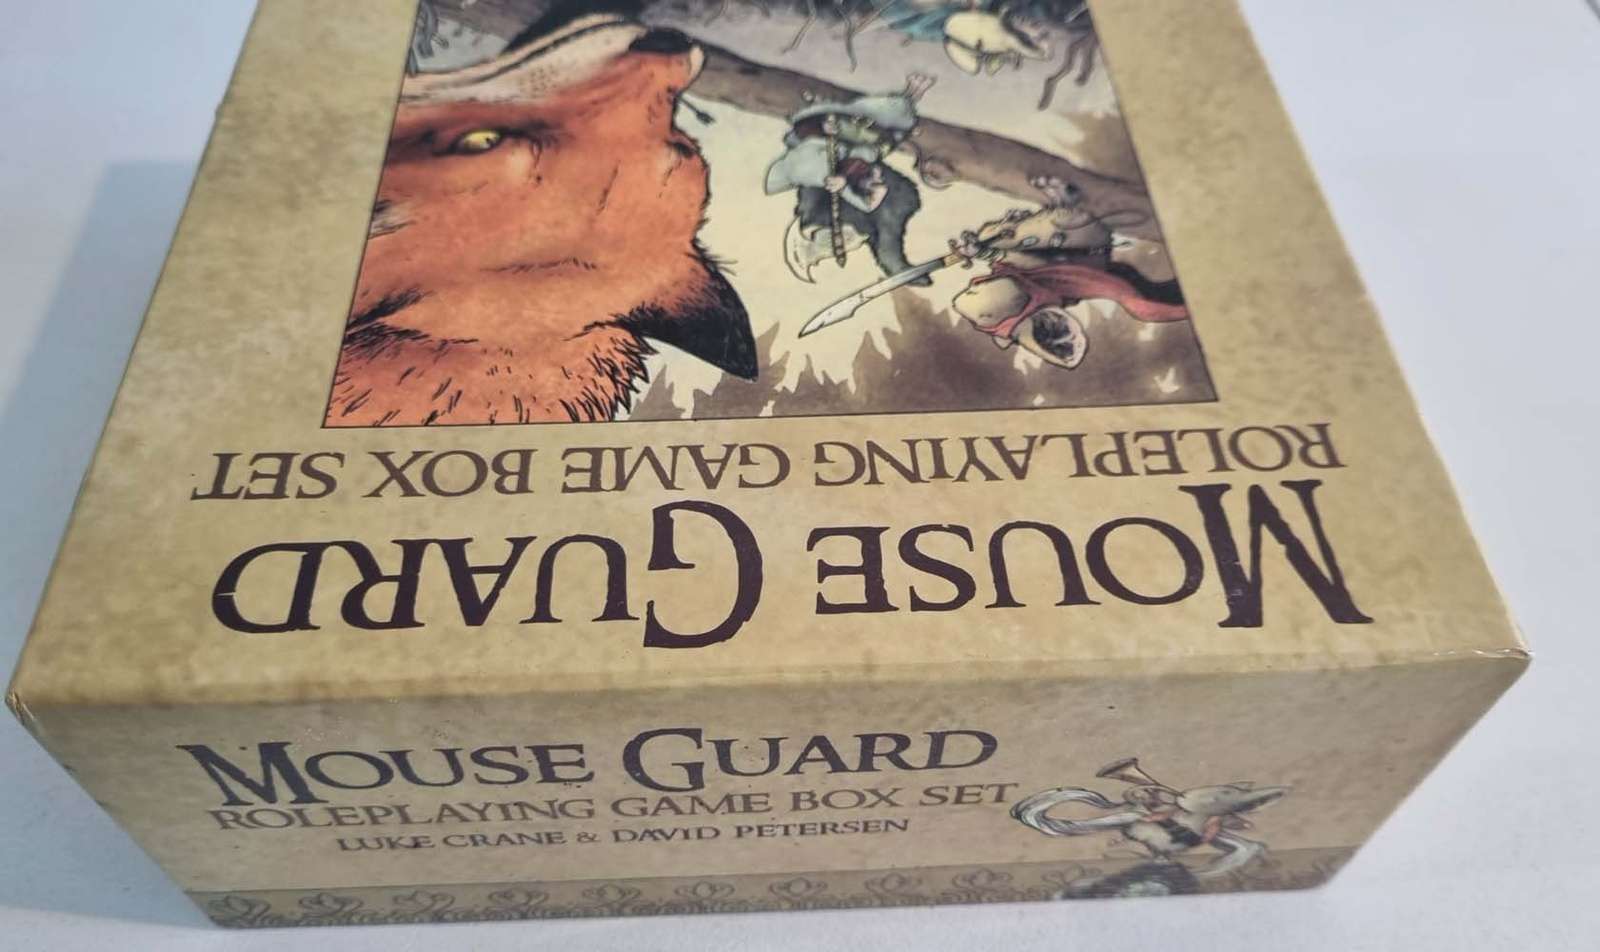 MOUSE GUARD
ROLEPLAYING GAME BOX SET
MOUSE GUARD
ROLEPLAYING GAME BOX SET
LUKE CRANE & DAVID PETERSEN